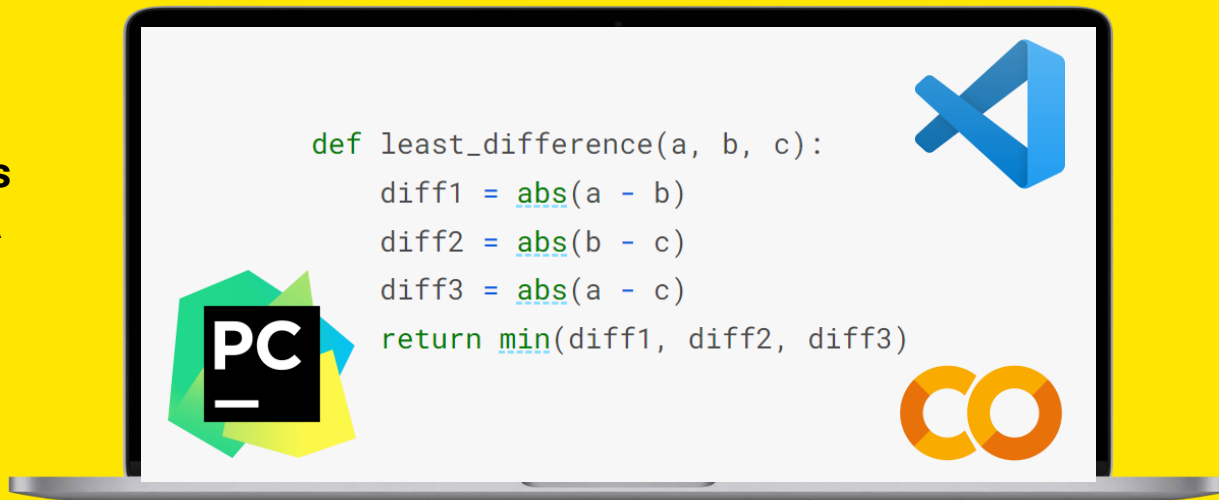 def least_difference(a, b, c):
    diff1 = abs(a - b)
    diff2 = abs(b - c)
    diff3 = abs(a - c)
    return min(diff1, diff2, diff3)
PC